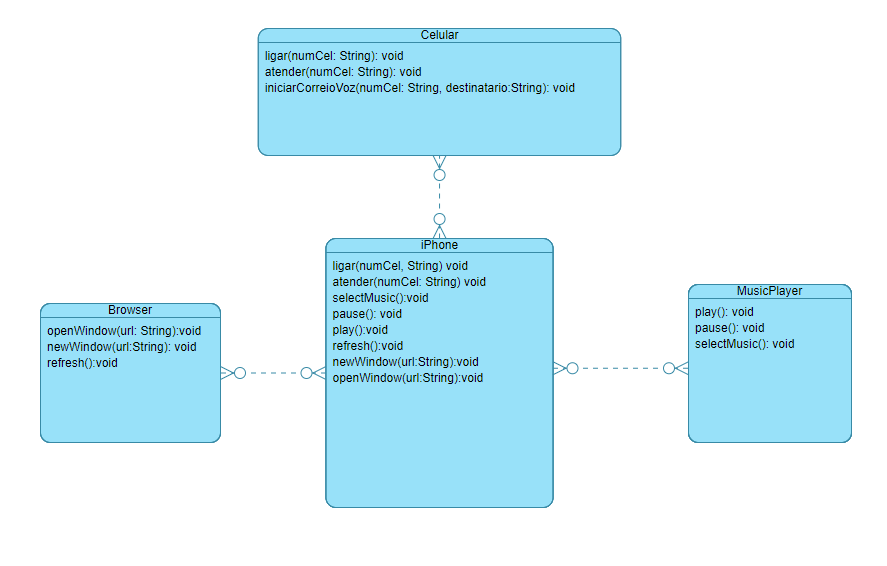 Celular
ligar(numCel: String): void
atender(numCel: String): void
iniciarCorreioVoz(numCel: String, destinatario:String): void
iPhone
ligar(numCel, String) void
atender(numCel: String) void
selectMusic():void
pause(): void
play():void
refresh():void
newWindow(url:String):void
openWindow(url:String):void
Browser
openWindow(url: String):void
newWindow(url:String): void
refresh():void
MusicPlayer
play(): void
pause(): void
selectMusic(): void